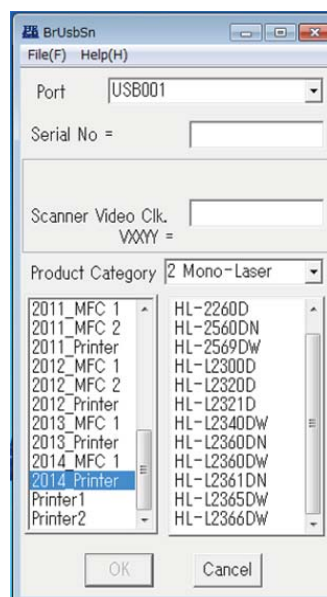 BrUsbSn
File(F) Help(H)
Port USB001
Serial No =
Scanner Video Clk.
VXXYY =
Product Category 2 Mono-Laser
2011_MFC 1
2011_MFC 2
2011_Printer
2012_MFC 1
2012_MFC 2
2012_Printer
2013_MFC 1
2013_Printer
2014_MFC 1
2014_Printer
Printer1
Printer2
HL-2260D
HL-2560DN
HL-2569DW
HL-L2300D
HL-L2320D
HL-L2321D
HL-L2340DW
HL-L2360DN
HL-L2360DW
HL-L2361DN
HL-L2365DW
HL-L2366DW
OK Cancel